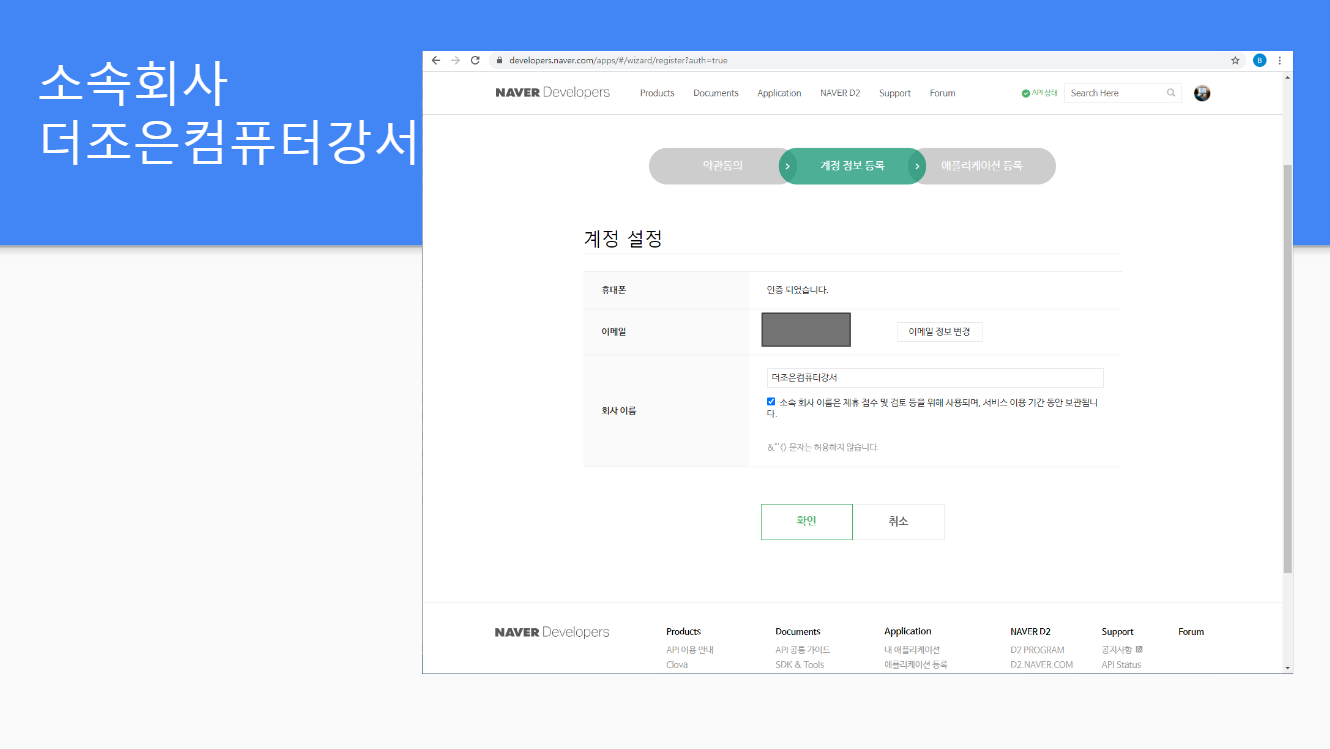 소속회사
더조은컴퓨터강서
developers.naver.com/apps/#/wizard/register?auth=true
B
NAVER Developers
Products Documents Application NAVER D2 Support Forum
API 상태
Search Here
약관동의
계정 정보 등록
애플리케이션 등록
계정 설정
휴대폰
인증 되었습니다.
이메일
이메일 정보 변경
회사 이름
더조은컴퓨터강서
소속 회사 이름은 제휴 접수 및 검토 등을 위해 사용되며, 서비스 이용 기간 동안 보관됩니
다.
&"'<> 문자는 허용하지 않습니다.
확인
취소
NAVER Developers
Products Documents Application NAVER D2 Support Forum
API 이용 안내 API 공통 가이드 내 애플리케이션 D2 PROGRAM 공지사항
Clova SDK & Tools 애플리케이션 등록 D2.NAVER.COM API Status